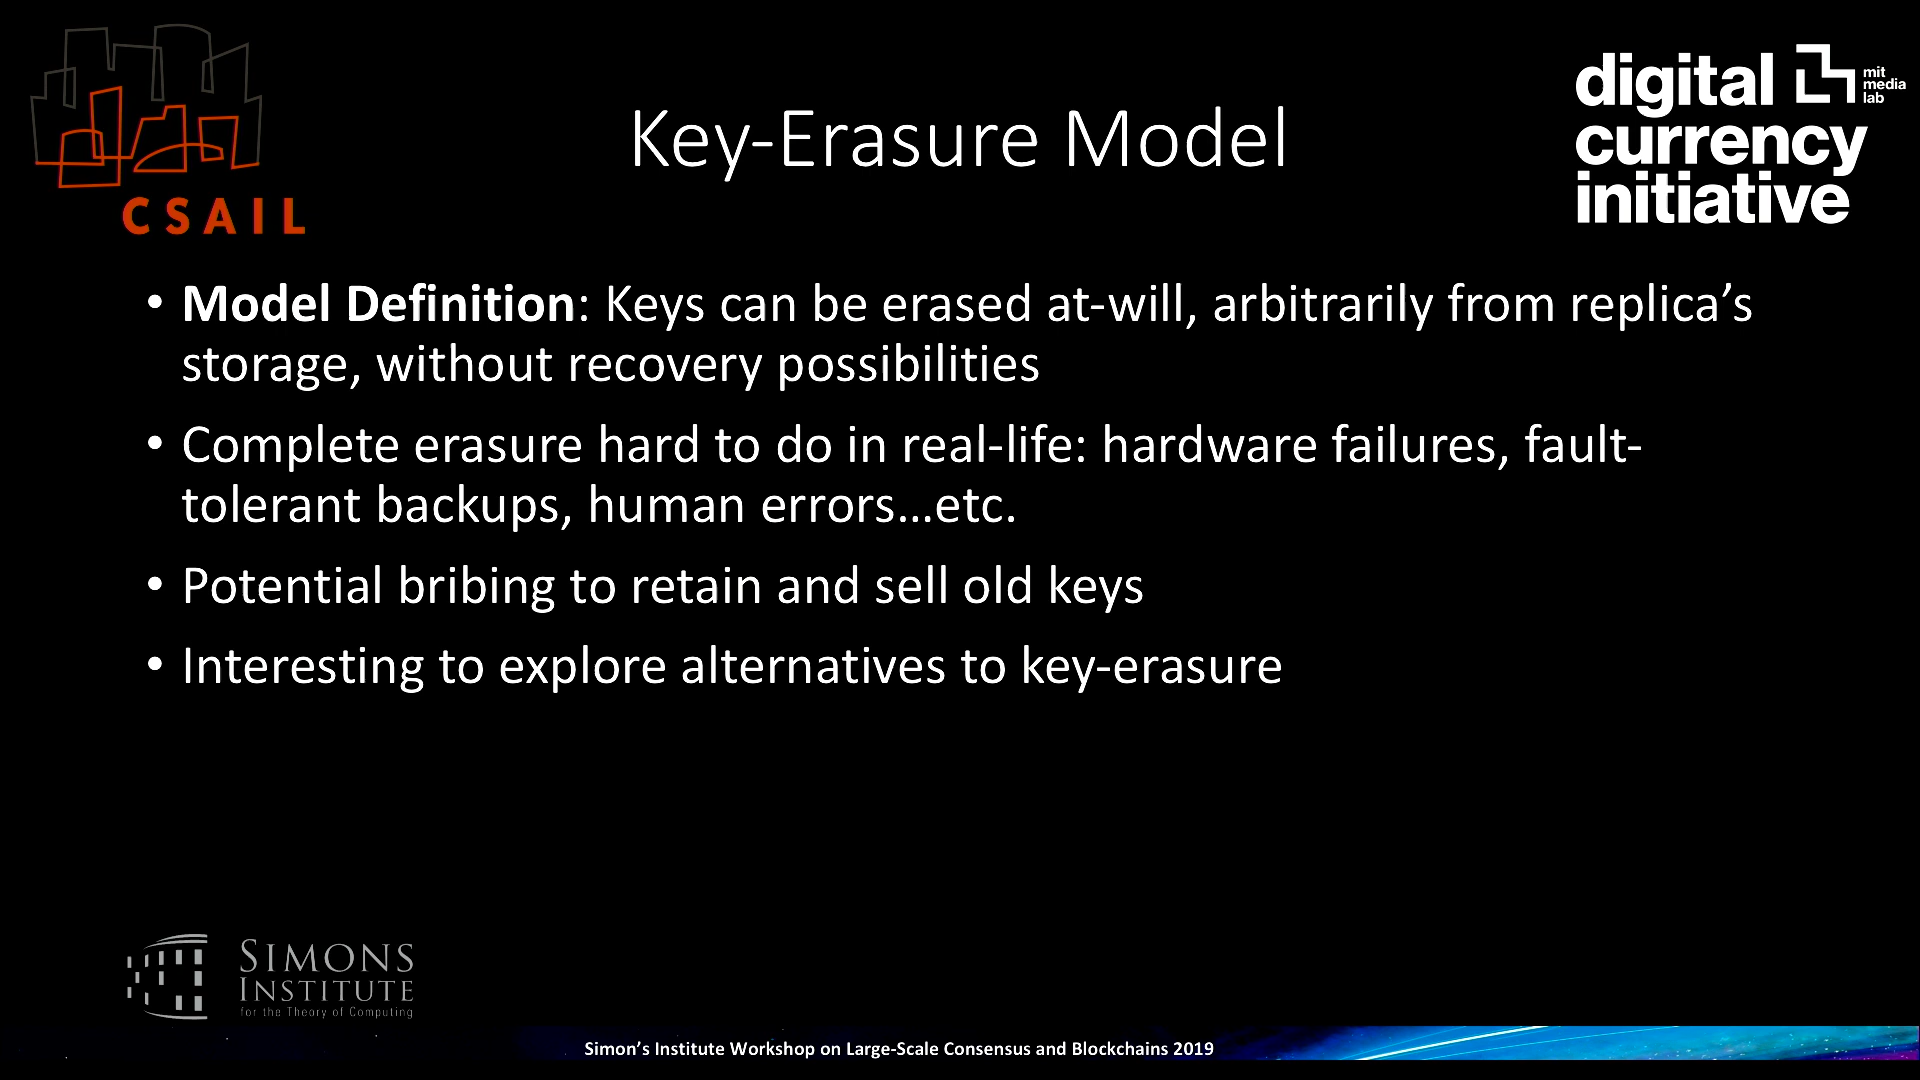 CSAIL
digital
currency
initiative
mit
media
lab
Key-Erasure Model
• Model Definition: Keys can be erased at-will, arbitrarily from replica’s
storage, without recovery possibilities
• Complete erasure hard to do in real-life: hardware failures, fault-
tolerant backups, human errors…etc.
• Potential bribing to retain and sell old keys
• Interesting to explore alternatives to key-erasure
SIMONS
INSTITUTE
for the Theory of Computing
Simon’s Institute Workshop on Large-Scale Consensus and Blockchains 2019